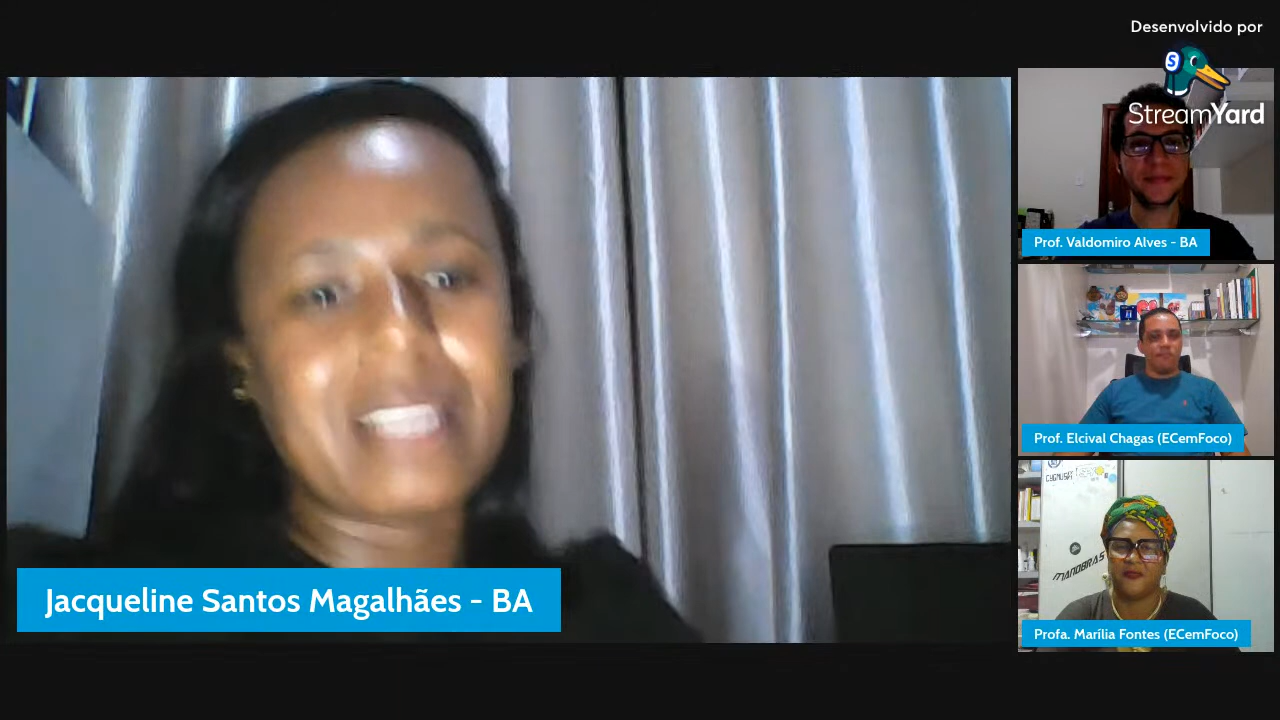 Desenvolvido por
StreamYard
Prof. Valdomiro Alves - BA
Prof. Elcival Chagas (ECemFoco)
MANOBRAS
Profa. Marília Fontes (ECemFoco)
Jacqueline Santos Magalhães - BA